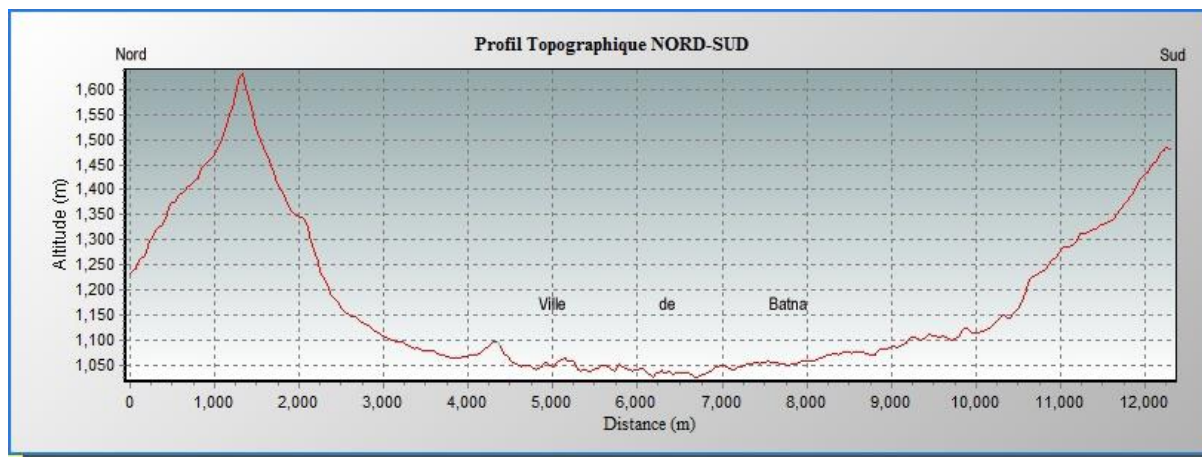 Profil Topographique NORD-SUD
Nord
Sud
1,600
1,550
1,500
1,450
1,400
1,350
1,300
1,250
1,200
1,150
1,100
1,050
Altitude (m)
Ville de Batna
0 1,000 2,000 3,000 4,000 5,000 6,000 7,000 8,000 9,000 10,000 11,000 12,000
Distance (m)